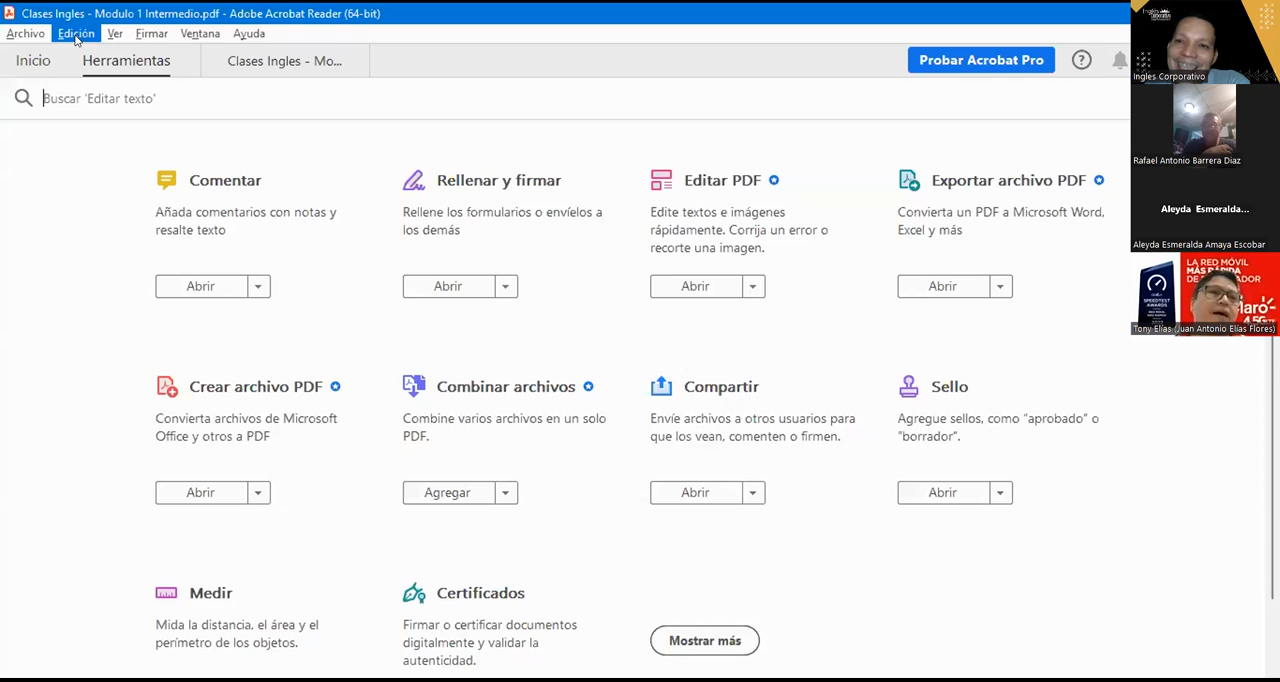 Clases Ingles - Modulo 1 Intermedio.pdf - Adobe Acrobat Reader (64-bit)
Archivo Edición Ver Firmar Ventana Ayuda
Inicio Herramientas Clases Ingles - Mo... Probar Acrobat Pro
Buscar 'Editar texto'
Comentar
Añada comentarios con notas y
resalte texto
Abrir
Rellenar y firmar
Rellene los formularios o envíelos a
los demás
Abrir
Editar PDF
Edite textos e imágenes
rápidamente. Corrija un error o
recorte una imagen.
Abrir
Exportar archivo PDF
Convierta un PDF a Microsoft Word,
Excel y más
Abrir
Crear archivo PDF
Convierta archivos de Microsoft
Office y otros a PDF
Abrir
Combinar archivos
Combine varios archivos en un solo
PDF.
Agregar
Compartir
Envíe archivos a otros usuarios para
que los vean, comenten o firmen.
Abrir
Sello
Agregue sellos, como “aprobado” o
“borrador”.
Abrir
Medir
Mida la distancia, el área y el
perímetro de los objetos.
Certificados
Firmar o certificar documentos
digitalmente y validar la
autenticidad.
Mostrar más
Ingles Corporativo
Rafael Antonio Barrera Diaz
Aleyda Esmeralda...
Aleyda Esmeralda Amaya Escobar
SPEEDTEST
AWARDS
LA RED MÓVIL
MÁS RÁPIDA
Tony Elías (Juan Antonio Elías Flores)